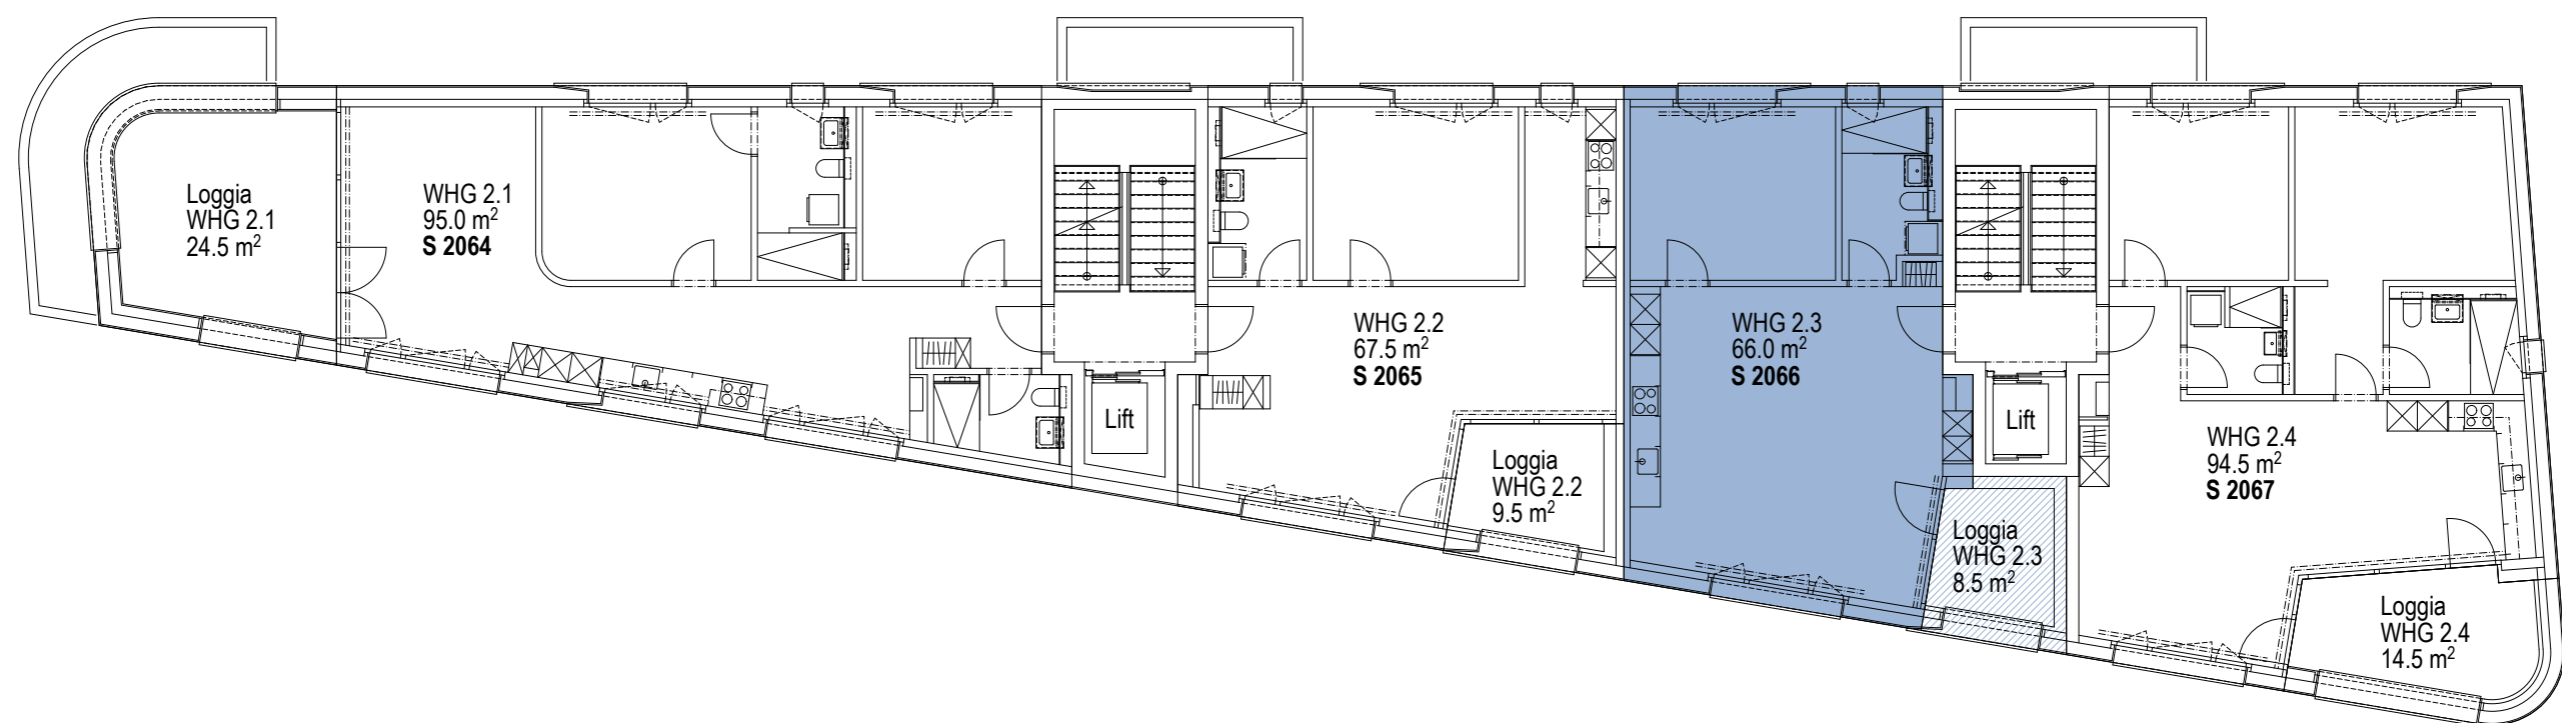 Loggia
WHG 2.1
24.5 m²
WHG 2.1
95.0 m²
S 2064
WHG 2.2
67.5 m²
S 2065
Lift
Loggia
WHG 2.2
9.5 m²
WHG 2.3
66.0 m²
S 2066
Lift
Loggia
WHG 2.3
8.5 m²
WHG 2.4
94.5 m²
S 2067
Loggia
WHG 2.4
14.5 m²